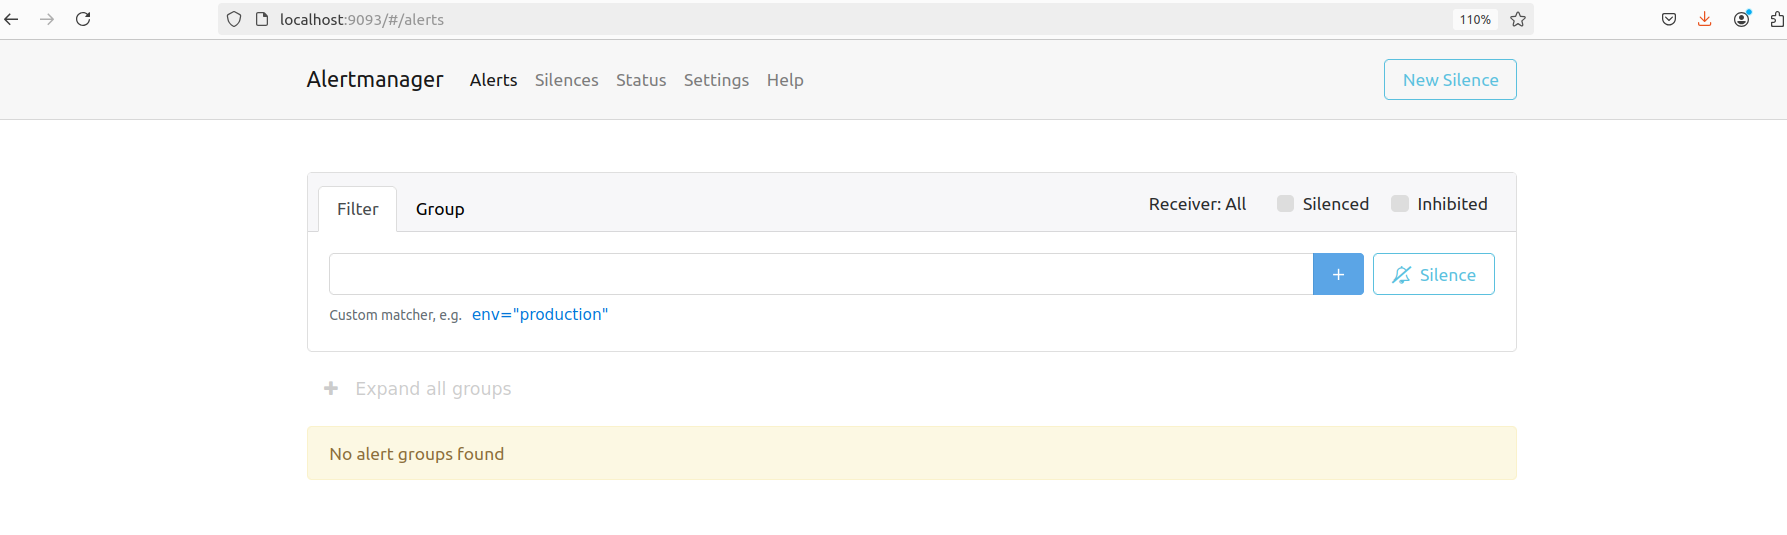 localhost:9093/#/alerts 110%
Alertmanager Alerts Silences Status Settings Help New Silence
Filter Group Receiver: All Silenced Inhibited
+ Silence
Custom matcher, e.g. env="production"
+ Expand all groups
No alert groups found